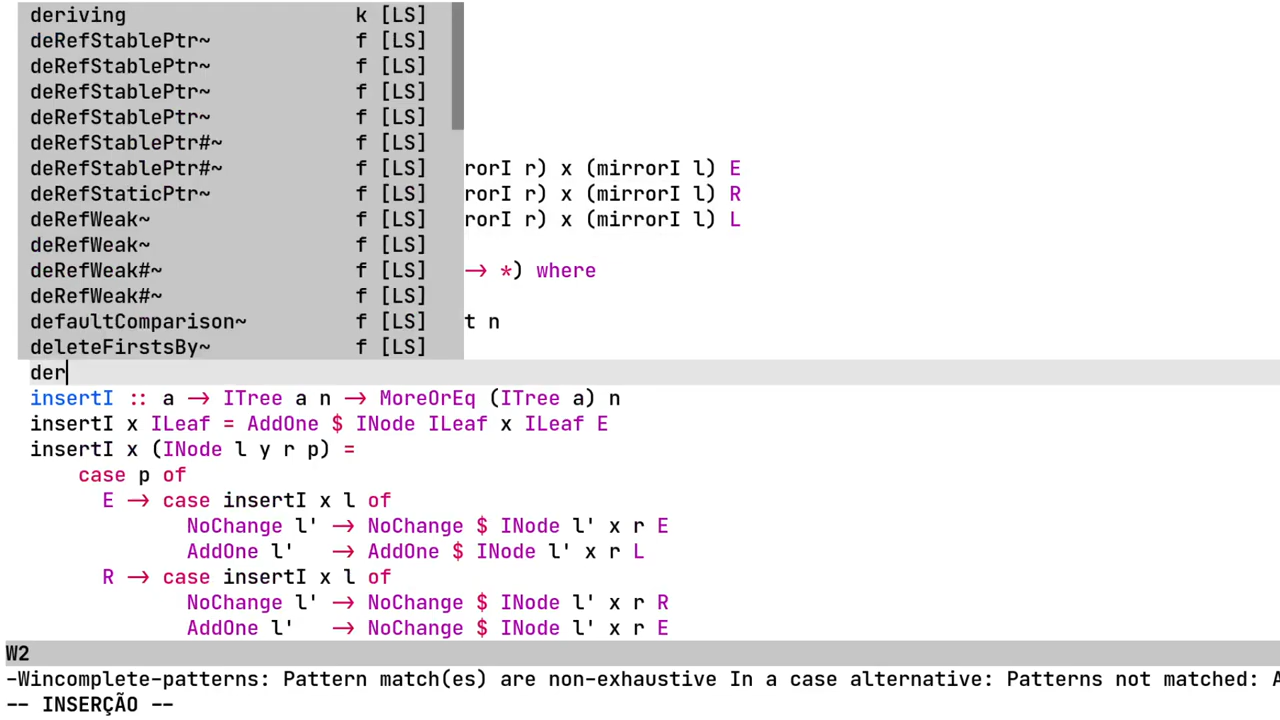 deriving k [LS]
deRefStablePtr~ f [LS]
deRefStablePtr~ f [LS]
deRefStablePtr~ f [LS]
deRefStablePtr~ f [LS]
deRefStablePtr#~ f [LS]
deRefStablePtr#~ f [LS] rorI r) x (mirrorI l) E
deRefStaticPtr~ f [LS] rorI r) x (mirrorI l) R
deRefWeak~ f [LS] rorI r) x (mirrorI l) L
deRefWeak~ f [LS]
deRefWeak#~ f [LS] -> *) where
deRefWeak#~ f [LS]
defaultComparison~ f [LS] t n
deleteFirstsBy~ f [LS]
der
insertI :: a -> ITree a n -> MoreOrEq (ITree a) n
insertI x ILeaf = AddOne $ INode ILeaf x ILeaf E
insertI x (INode l y r p) =
case p of
E -> case insertI x l of
NoChange l' -> NoChange $ INode l' x r E
AddOne l' -> AddOne $ INode l' x r L
R -> case insertI x l of
NoChange l' -> NoChange $ INode l' x r R
AddOne l' -> NoChange $ INode l' x r E
W2
-Wincomplete-patterns: Pattern match(es) are non-exhaustive In a case alternative: Patterns not matched: A
-- INSERÇÃO --